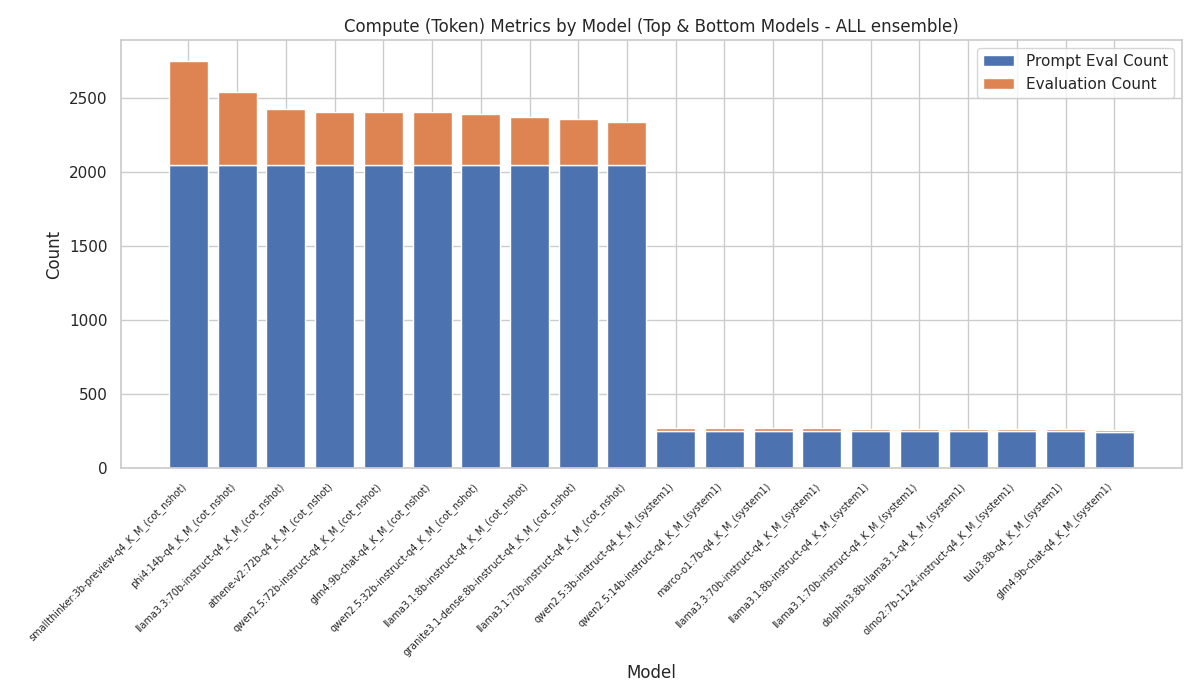 Compute (Token) Metrics by Model (Top & Bottom Models - ALL ensemble)
Prompt Eval Count
Evaluation Count
Count
2500
2000
1500
1000
500
0
smallthinker:3b-preview-q4_K_M_(cot_nshot)
phi4:14b-q4_K_M_(cot_nshot)
llama3.3:70b-instruct-q4_K_M_(cot_nshot)
athene-v2:72b-q4_K_M_(cot_nshot)
qwen2.5:72b-instruct-q4_K_M_(cot_nshot)
glm4:9b-chat-q4_K_M_(cot_nshot)
qwen2.5:32b-instruct-q4_K_M_(cot_nshot)
llama3.1:8b-instruct-q4_K_M_(cot_nshot)
granite3.1-dense:8b-instruct-q4_K_M_(cot_nshot)
llama3.1:70b-instruct-q4_K_M_(cot_nshot)
qwen2.5:3b-instruct-q4_K_M_(system1)
qwen2.5:14b-instruct-q4_K_M_(system1)
marco-o1:7b-q4_K_M_(system1)
llama3.3:70b-instruct-q4_K_M_(system1)
llama3.1:8b-instruct-q4_K_M_(system1)
llama3.1:70b-instruct-q4_K_M_(system1)
dolphin3:8b-llama3.1-q4_K_M_(system1)
olmo2:7b-1124-instruct-q4_K_M_(system1)
tulu3:8b-q4_K_M_(system1)
glm4:9b-chat-q4_K_M_(system1)
Model